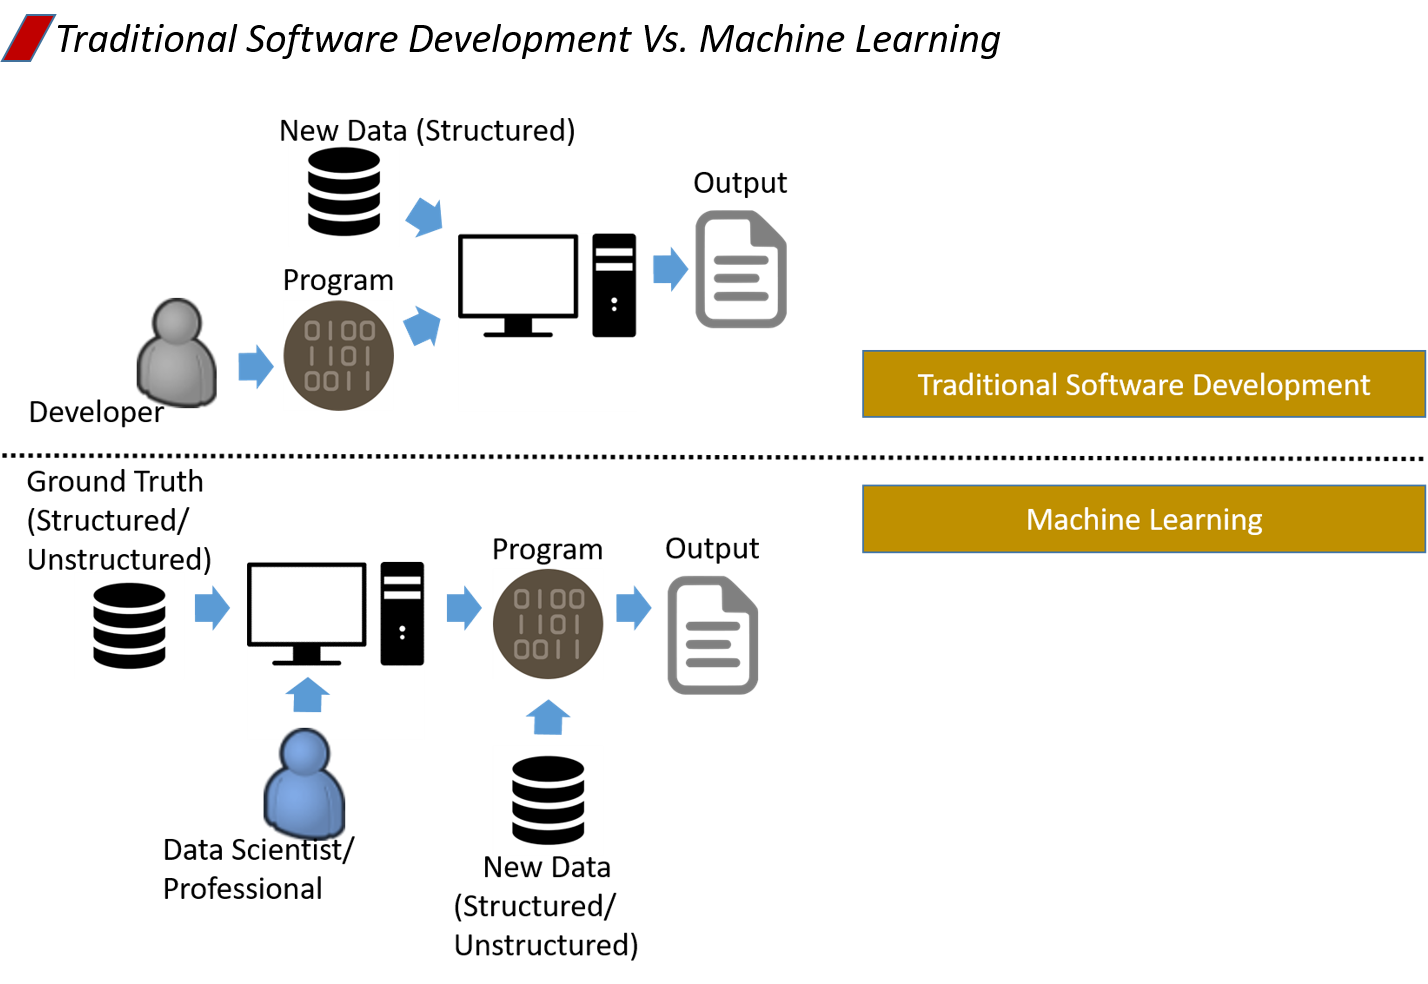 Traditional Software Development Vs. Machine Learning
New Data (Structured)
Output
Program
0100
1101
0011
Developer
Traditional Software Development
Ground Truth
(Structured/
Unstructured)
Machine Learning
Program
Output
0100
1101
0011
Data Scientist/
Professional
New Data
(Structured/
Unstructured)